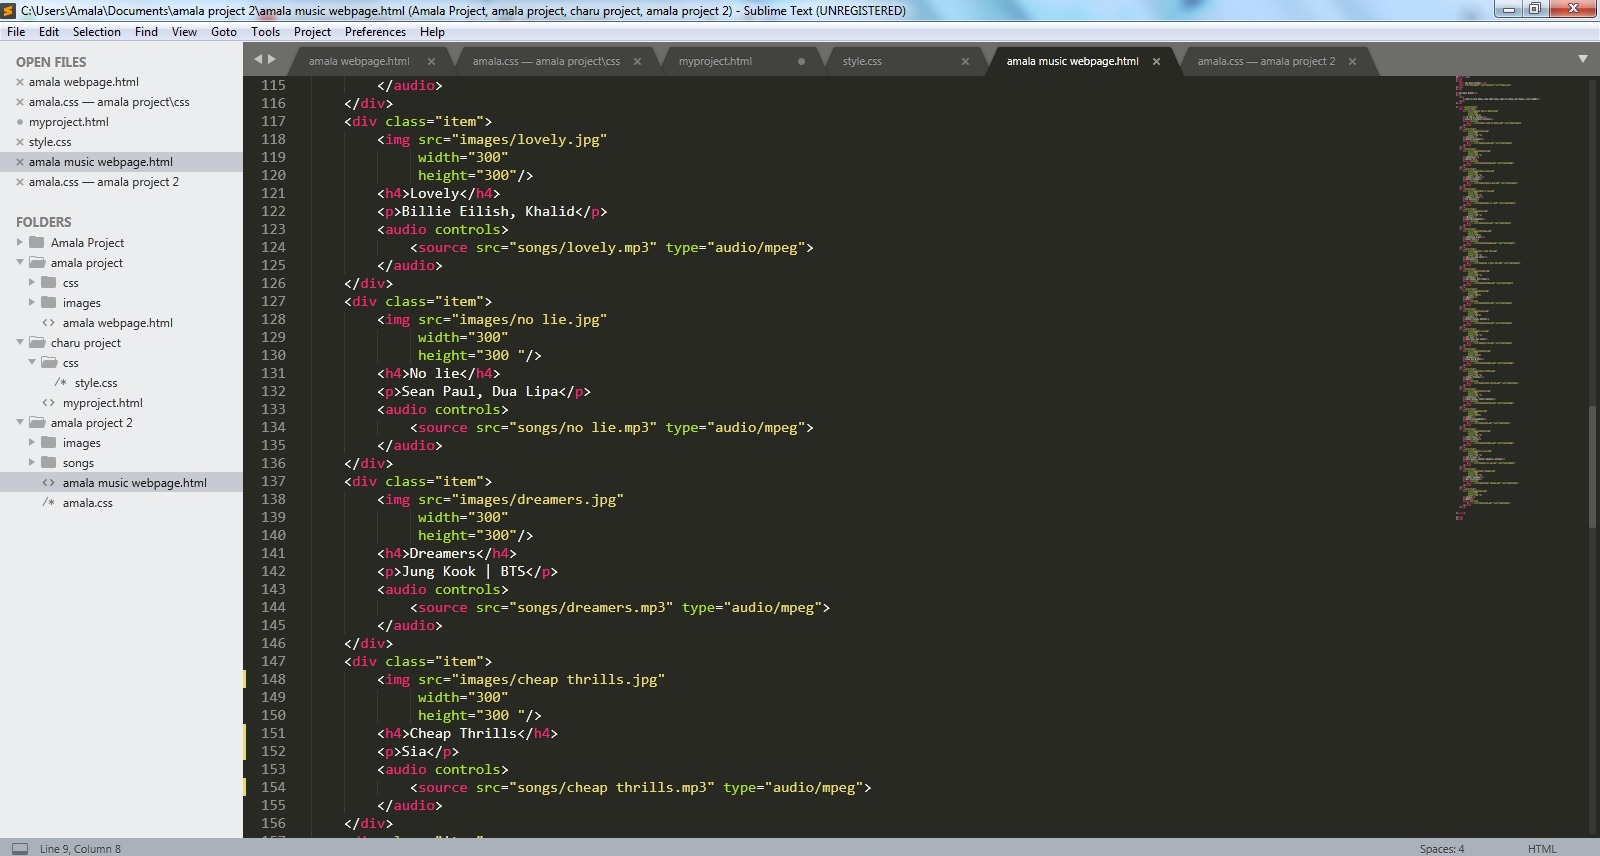 C:\Users\Amala\Documents\amala project 2\amala music webpage.html (Amala Project, amala project, charu project, amala project 2) - Sublime Text (UNREGISTERED)
File Edit Selection Find View Goto Tools Project Preferences Help
OPEN FILES
amala webpage.html
amala.css — amala project\css
myproject.html
style.css
amala music webpage.html
amala.css — amala project 2
FOLDERS
Amala Project
amala project
css
images
amala webpage.html
charu project
css
/* style.css
myproject.html
amala project 2
images
songs
amala music webpage.html
/* amala.css
amala webpage.html amala.css — amala project\css myproject.html style.css amala music webpage.html amala.css — amala project 2
115 </audio>
116 </div>
117 <div class="item">
118 <img src="images/lovely.jpg"
119 width="300"
120 height="300"/>
121 <h4>Lovely</h4>
122 <p>Billie Eilish, Khalid</p>
123 <audio controls>
124 <source src="songs/lovely.mp3" type="audio/mpeg">
125 </audio>
126 </div>
127 <div class="item">
128 <img src="images/no lie.jpg"
129 width="300"
130 height="300 "/>
131 <h4>No lie</h4>
132 <p>Sean Paul, Dua Lipa</p>
133 <audio controls>
134 <source src="songs/no lie.mp3" type="audio/mpeg">
135 </audio>
136 </div>
137 <div class="item">
138 <img src="images/dreamers.jpg"
139 width="300"
140 height="300"/>
141 <h4>Dreamers</h4>
142 <p>Jung Kook | BTS</p>
143 <audio controls>
144 <source src="songs/dreamers.mp3" type="audio/mpeg">
145 </audio>
146 </div>
147 <div class="item">
148 <img src="images/cheap thrills.jpg"
149 width="300"
150 height="300 "/>
151 <h4>Cheap Thrills</h4>
152 <p>Sia</p>
153 <audio controls>
154 <source src="songs/cheap thrills.mp3" type="audio/mpeg">
155 </audio>
156 </div>
Line 9, Column 8 Spaces: 4 HTML